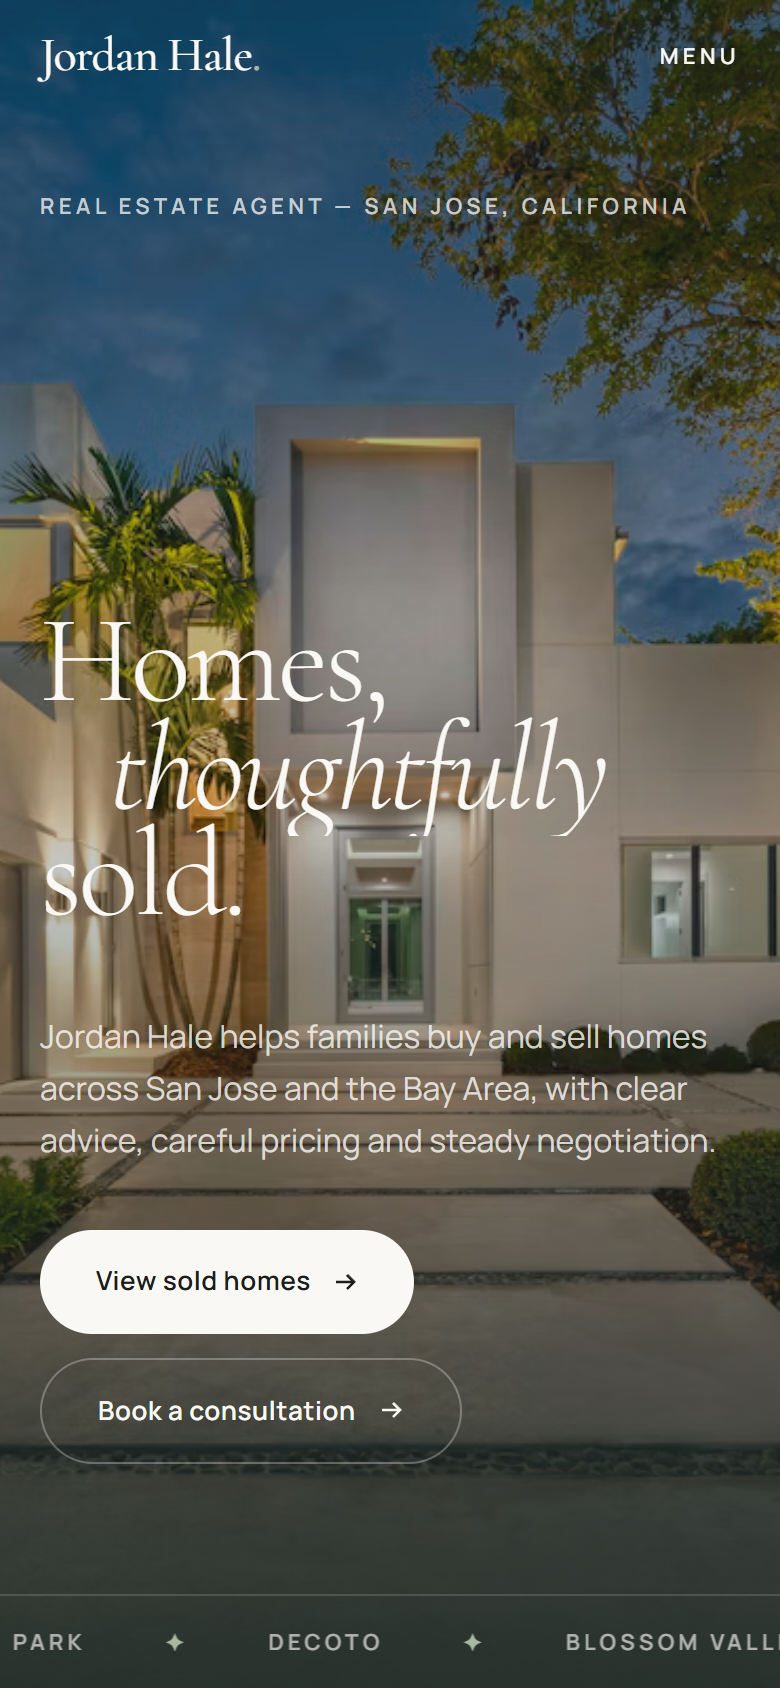 Jordan Hale.
MENU
REAL ESTATE AGENT — SAN JOSE, CALIFORNIA
Homes,
thoughtfully
sold.
Jordan Hale helps families buy and sell homes
across San Jose and the Bay Area, with clear
advice, careful pricing and steady negotiation.
View sold homes →
Book a consultation →
PARK ✦ DECOTO ✦ BLOSSOM